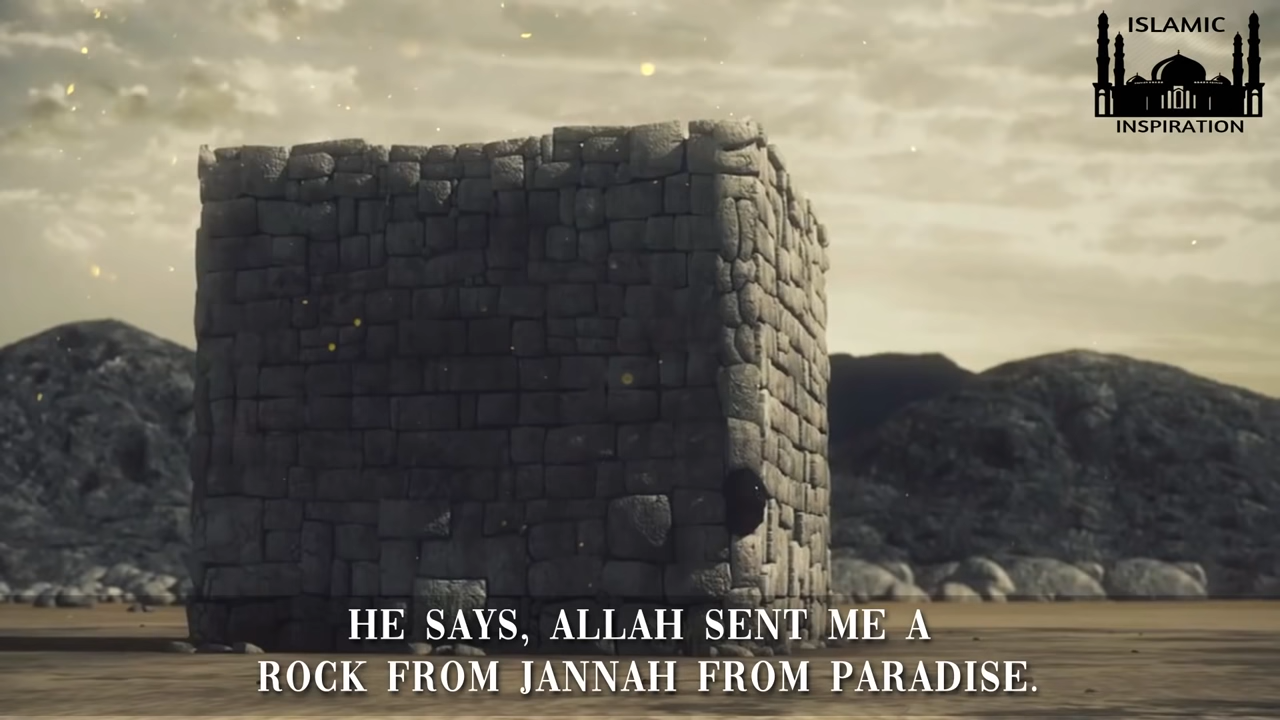 ISLAMIC
INSPIRATION
HE SAYS, ALLAH SENT ME A
ROCK FROM JANNAH FROM PARADISE.